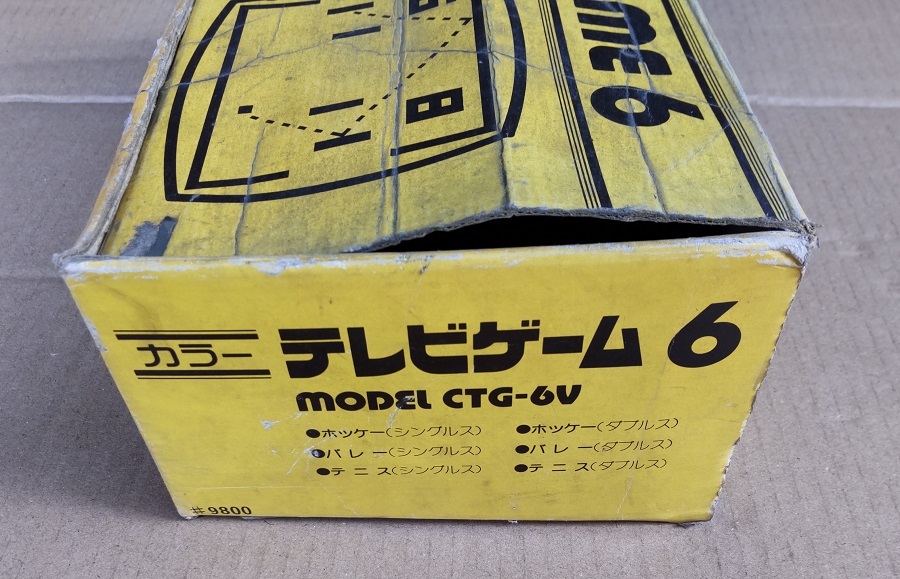 ME 6
8
カラー テレビゲーム 6
MODEL CTG-6V
●ホッケー(シングルス) ●ホッケー(ダブルス)
●バレー(シングルス) ●バレー(ダブルス)
●テニス(シングルス) ●テニス(ダブルス)
#9800